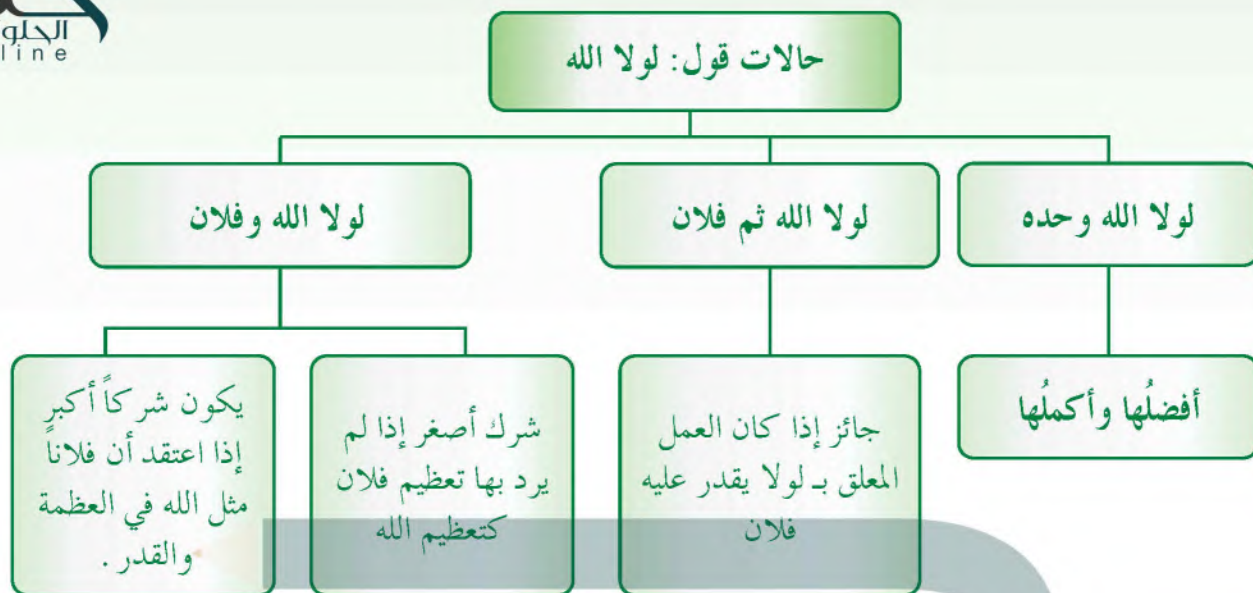 الحلو
line
حالات قول: لولا الله
لولا الله وحده
لولا الله ثم فلان
لولا الله وفلان
أفضلُها وأكملُها
جائز إذا كان العمل
المعلق بـ لولا يقدر عليه
فلان
شرك أصغر إذا لم
يرد بها تعظيم فلان
كتعظيم الله
يكون شركاً أكبر
إذا اعتقد أن فلاناً
مثل الله في العظمة
والقدر .